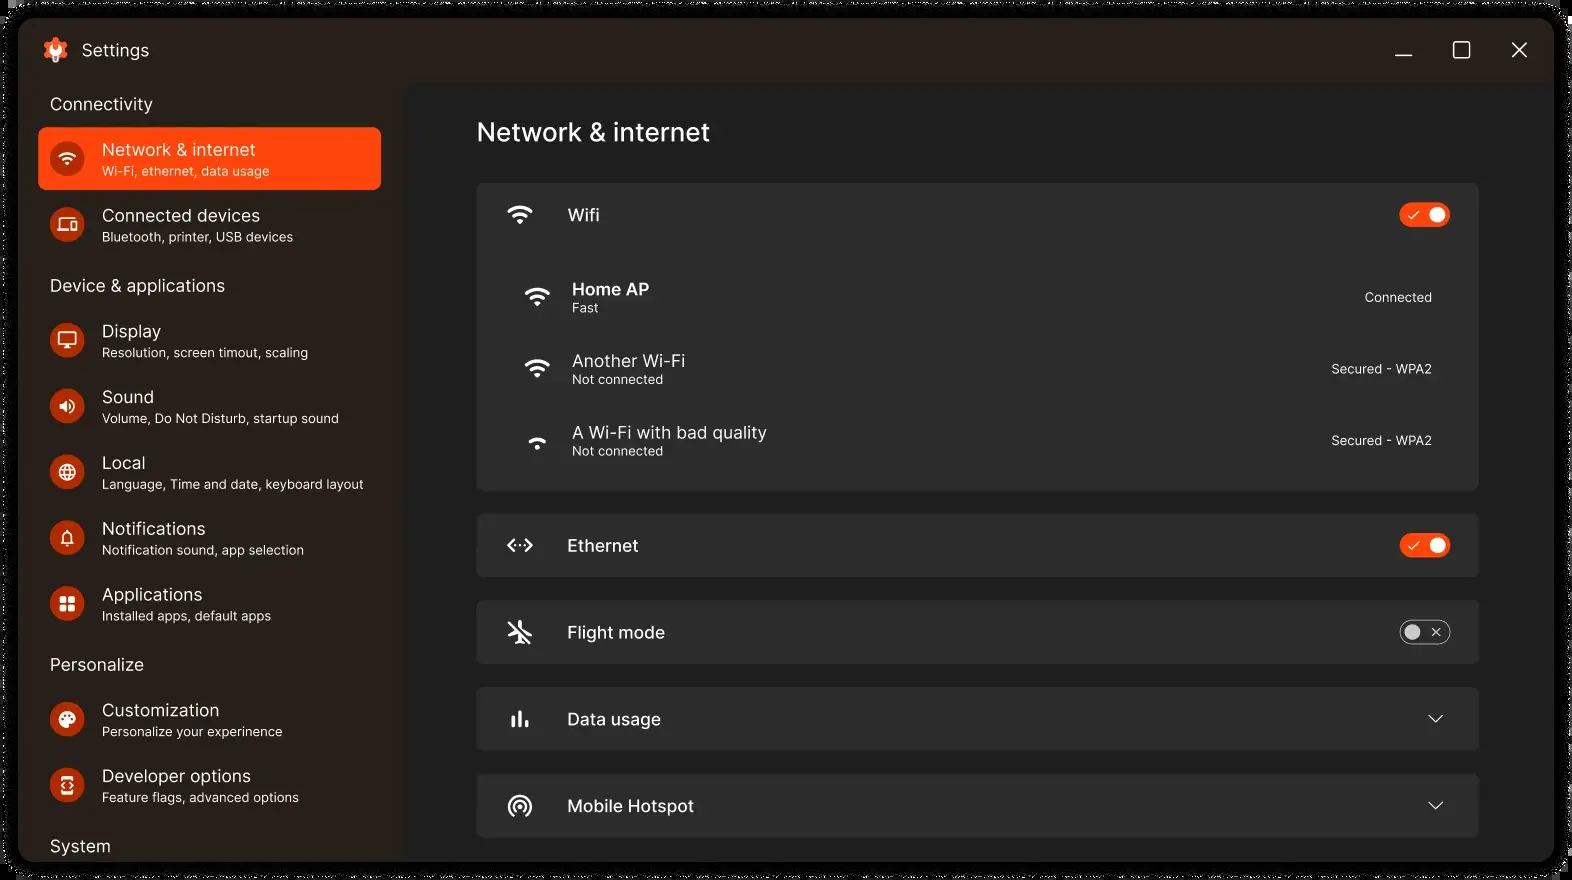 Settings
Connectivity
Network & internet
Wi-Fi, ethernet, data usage
Connected devices
Bluetooth, printer, USB devices
Device & applications
Display
Resolution, screen timout, scaling
Sound
Volume, Do Not Disturb, startup sound
Local
Language, Time and date, keyboard layout
Notifications
Notification sound, app selection
Applications
Installed apps, default apps
Personalize
Customization
Personalize your experinence
Developer options
Feature flags, advanced options
System
Network & internet
Wifi
Home AP
Fast
Connected
Another Wi-Fi
Not connected
Secured - WPA2
A Wi-Fi with bad quality
Not connected
Secured - WPA2
Ethernet
Flight mode
Data usage
Mobile Hotspot